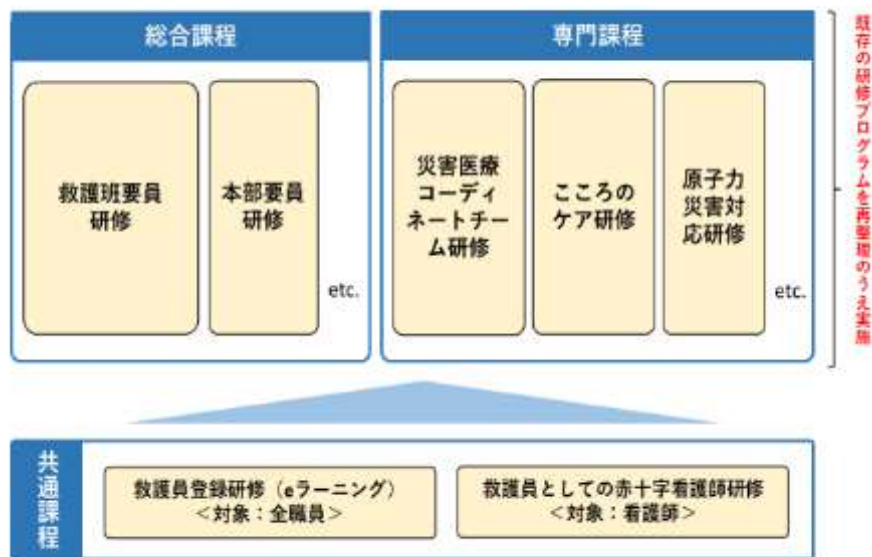 総合課程
専門課程
救護班要員
研修
本部要員
研修
etc.
災害医療
コーディ
ネートチー
ム研修
こころの
ケア研修
原子力
災害対
応研修
etc.
既存の研修プログラムを再整理のうえ実施
共通課程
救護員登録研修（eラーニング）
＜対象：全職員＞
救護員としての赤十字看護師研修
＜対象：看護師＞